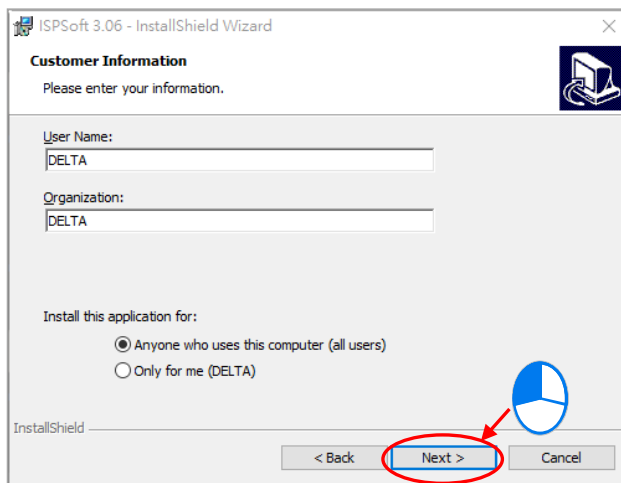 ISPSoft 3.06 - InstallShield Wizard
Customer Information
Please enter your information.
User Name:
DELTA
Organization:
DELTA
Install this application for:
Anyone who uses this computer (all users)
Only for me (DELTA)
InstallShield
< Back Next > Cancel